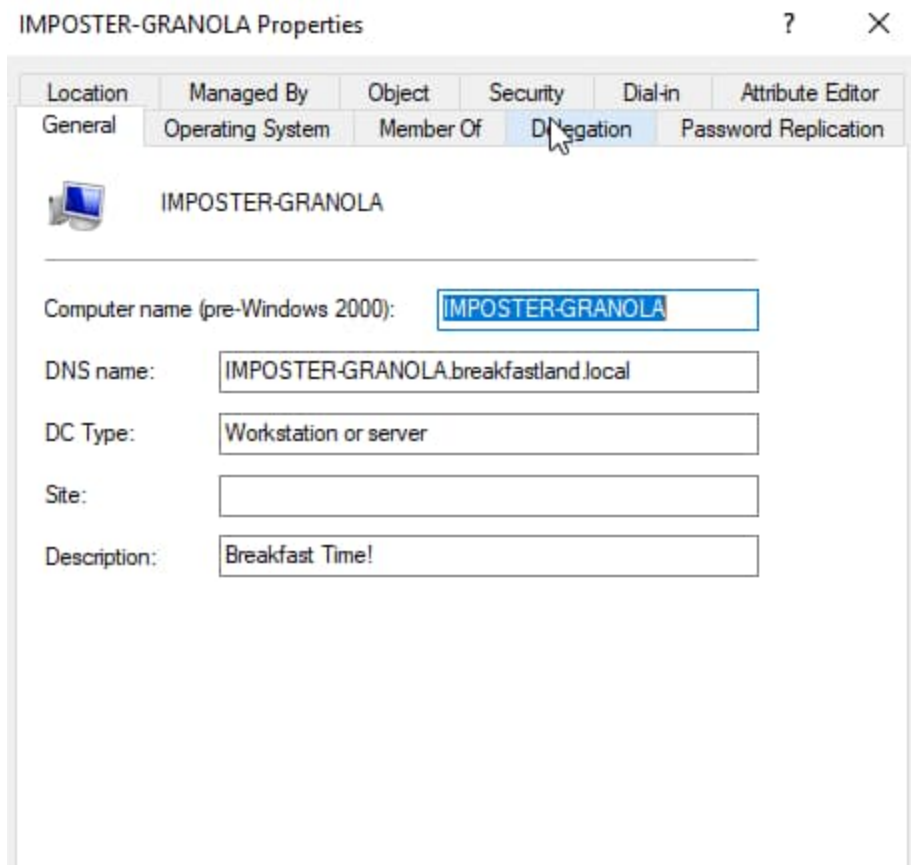 IMPOSTER-GRANOLA Properties ?
Location Managed By Object Security Dial-in Attribute Editor
General Operating System Member Of Delegation Password Replication
IMPOSTER-GRANOLA
Computer name (pre-Windows 2000): IMPOSTER-GRANOLA
DNS name: IMPOSTER-GRANOLA.breakfastland.local
DC Type: Workstation or server
Site:
Description: Breakfast Time!